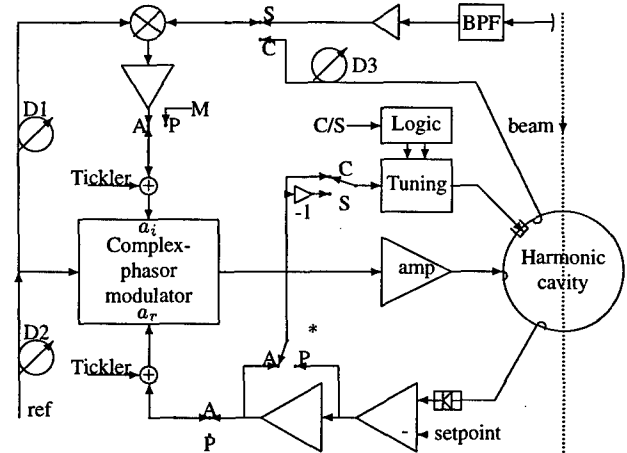 S
BPF
C
D3
D1
A
P
M
C/S
Logic
beam
Tickler
C
Tuning
-1
S
a_i
Complex-
phasor
modulator
a_r
amp
Harmonic
cavity
D2
*
A
P
Tickler
ref
A
P
-
setpoint